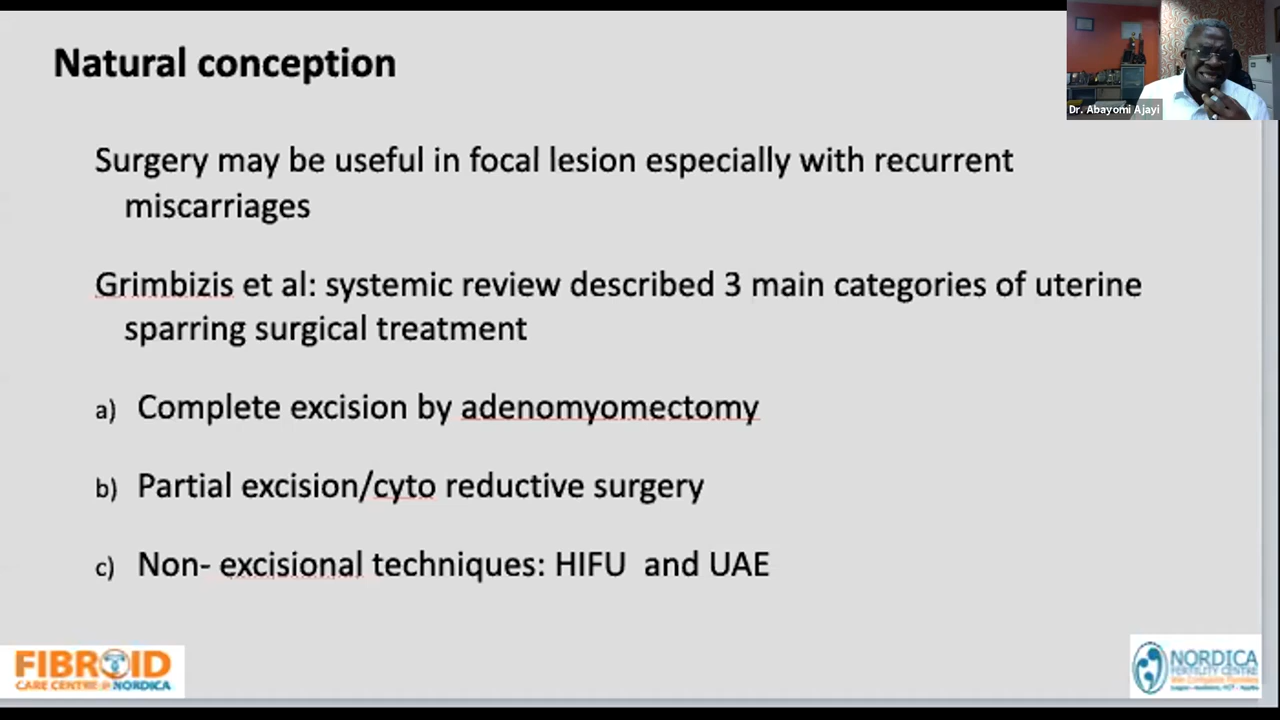 Natural conception
Dr. Abayomi Ajayi
Surgery may be useful in focal lesion especially with recurrent
miscarriages
Grimbizis et al: systemic review described 3 main categories of uterine
sparring surgical treatment
a) Complete excision by adenomyomectomy
b) Partial excision/cyto reductive surgery
c) Non- excisional techniques: HIFU and UAE
FIBROID
CARE CENTRE @ NORDICA
NORDICA
FERTILITY CENTRE